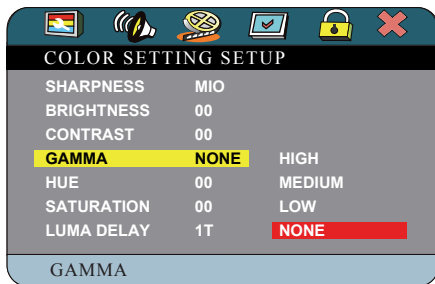 COLOR SETTING SETUP
SHARPNESS MIO
BRIGHTNESS 00
CONTRAST 00
GAMMA NONE HIGH
HUE 00 MEDIUM
SATURATION 00 LOW
LUMA DELAY 1T NONE
GAMMA